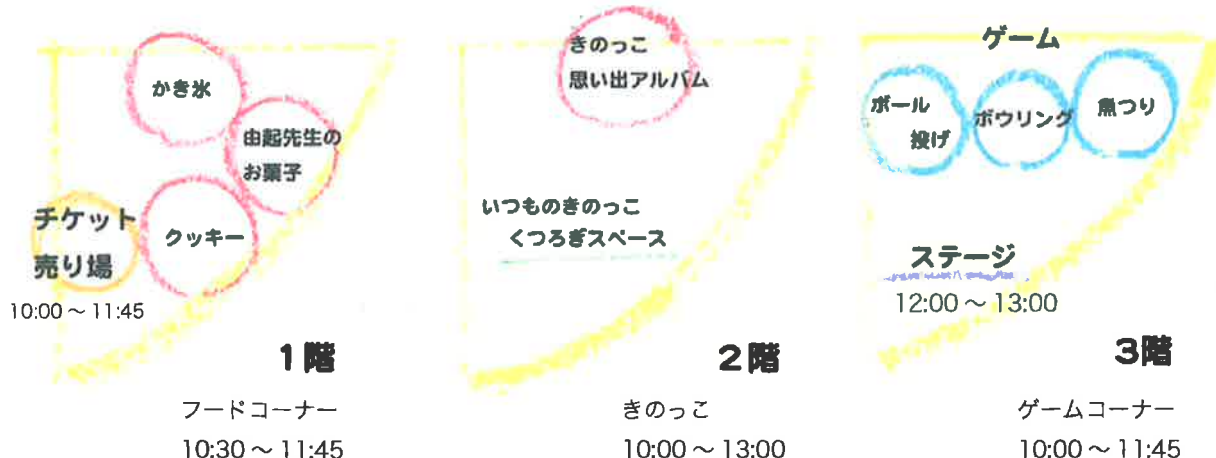 かき氷
由起先生の
お菓子
チケット
売り場
クッキー
10:00 ～ 11:45
1階
フードコーナー
10:30 ～ 11:45
きのっこ
思い出アルバム
いつものきのっこ
くつろぎスペース
2階
きのっこ
10:00 ～ 13:00
ゲーム
ボール
投げ
ボウリング
魚つり
ステージ
12:00 ～ 13:00
3階
ゲームコーナー
10:00 ～ 11:45